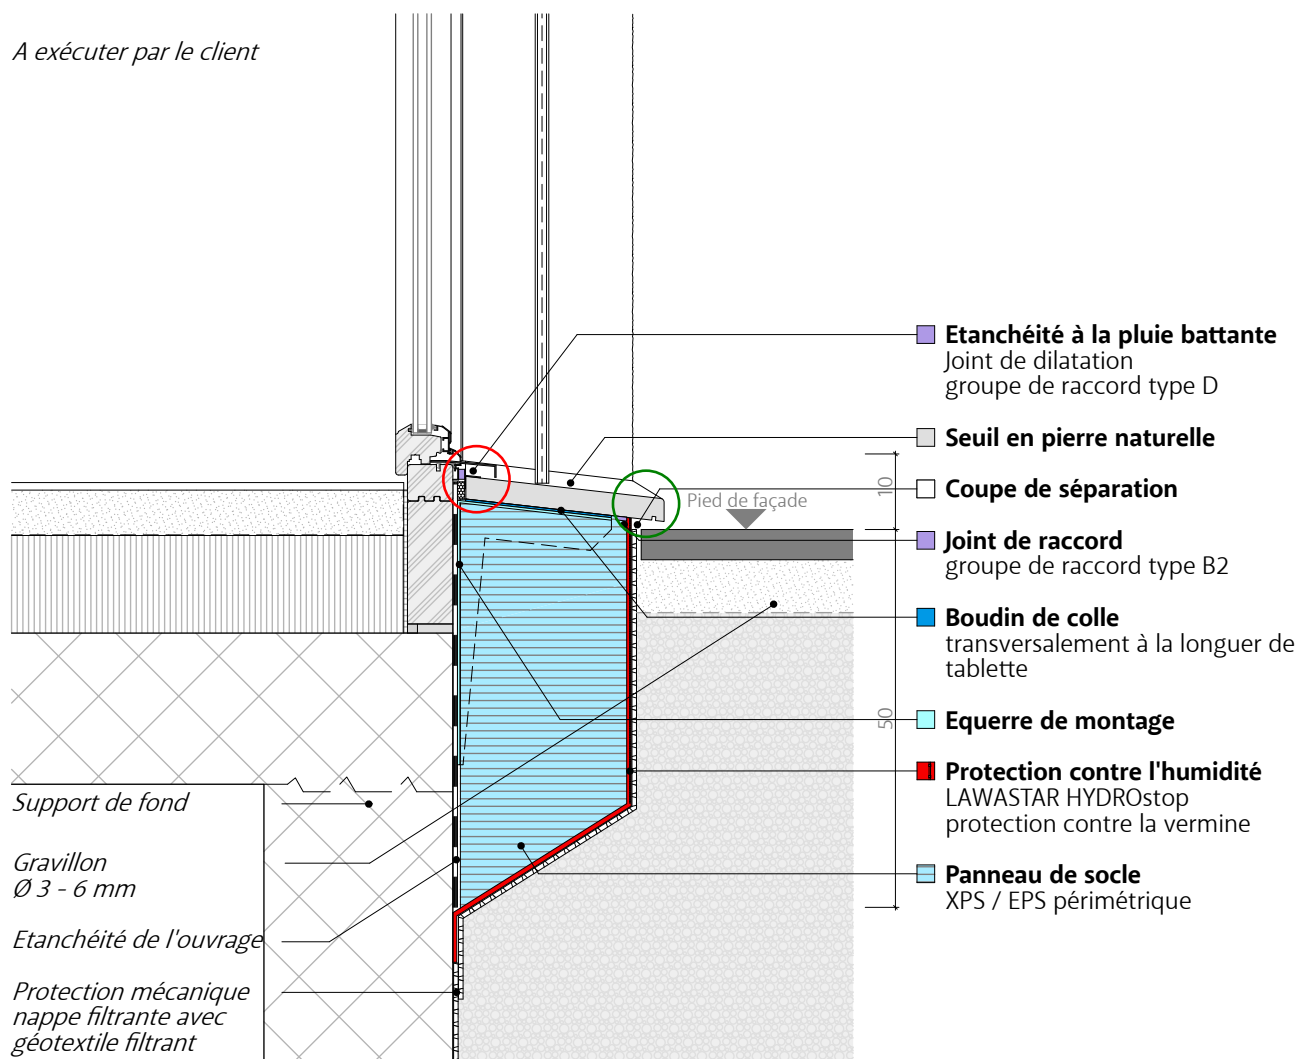 A exécuter par le client
Etanchéité à la pluie battante
Joint de dilatation
groupe de raccord type D
Seuil en pierre naturelle
10
Coupe de séparation
Pied de façade
Joint de raccord
groupe de raccord type B2
Boudin de colle
transversalement à la longuer de
tablette
50
Equerre de montage
Protection contre l'humidité
LAWASTAR HYDROstop
protection contre la vermine
Panneau de socle
XPS / EPS périmétrique
Support de fond
Gravillon
Ø 3 - 6 mm
Etanchéité de l'ouvrage
Protection mécanique
nappe filtrante avec
géotextile filtrant